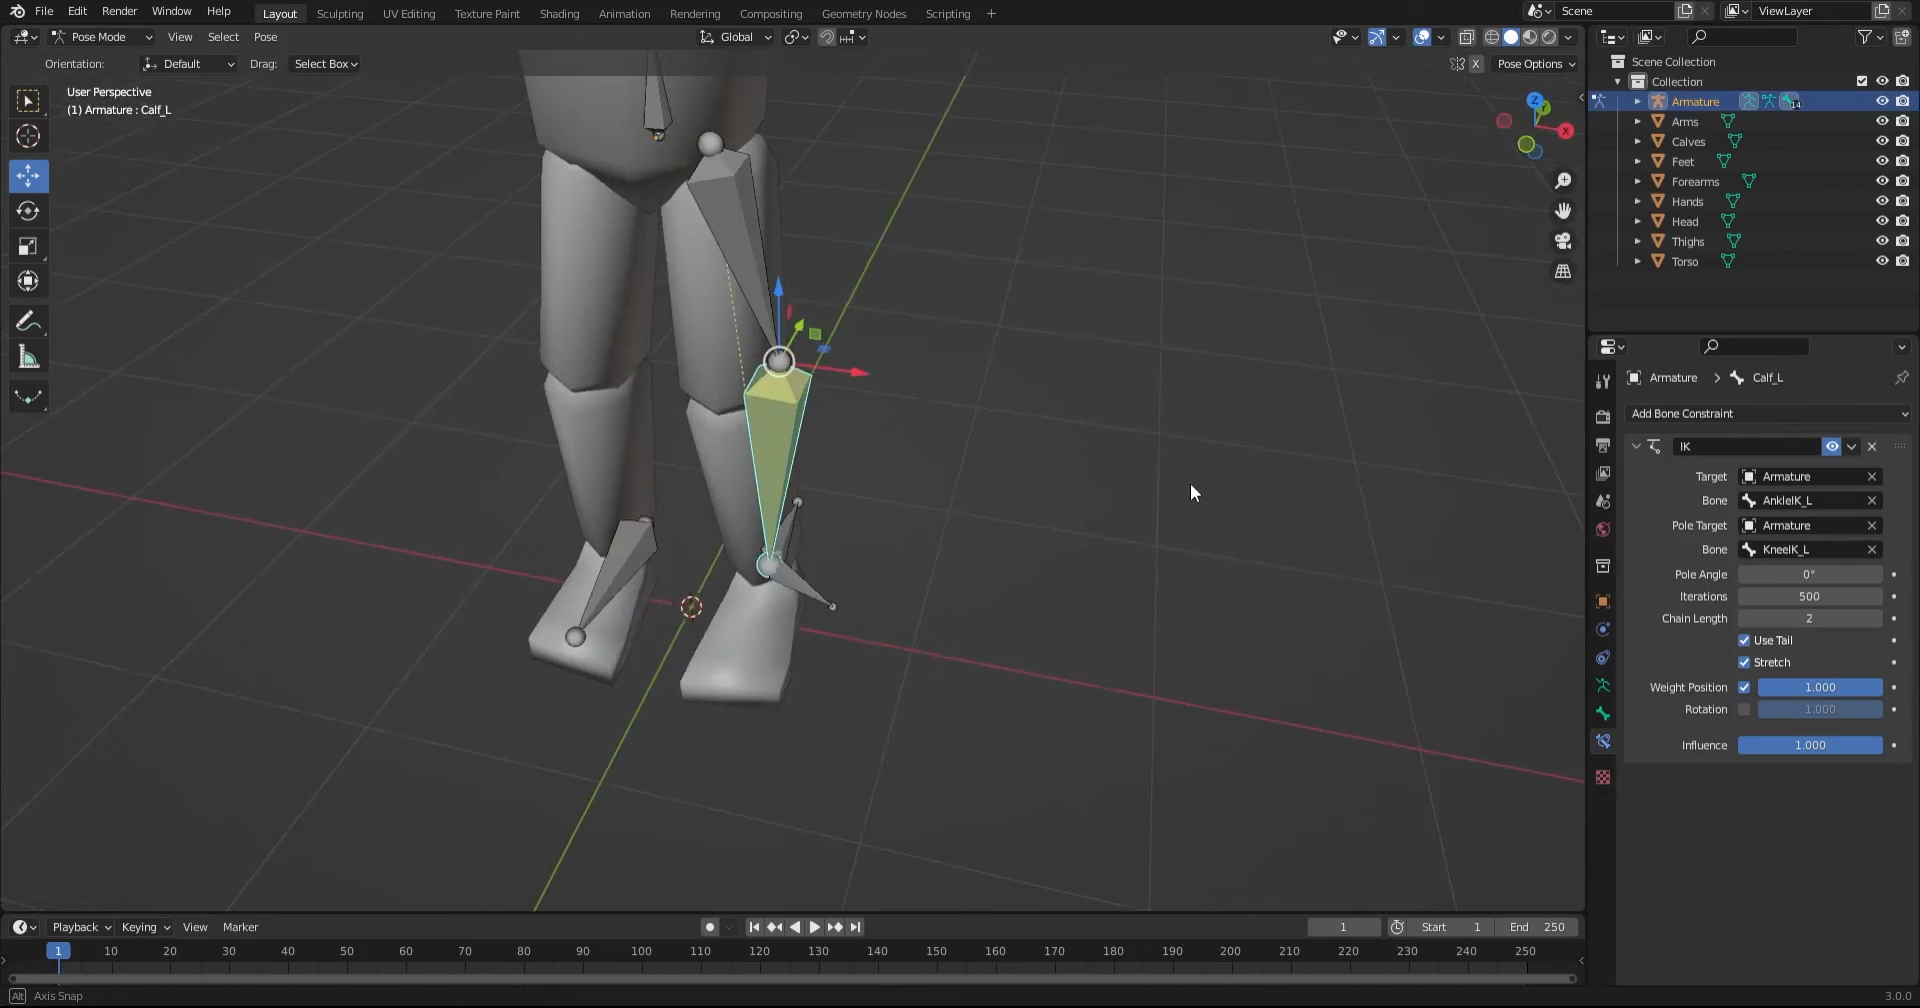 File Edit Render Window Help Layout Sculpting UV Editing Texture Paint Shading Animation Rendering Compositing Geometry Nodes Scripting + Scene ViewLayer
Pose Mode View Select Pose Global
Orientation: Default Drag: Select Box X Pose Options
User Perspective
(1) Armature : Calf_L
Z
Y
X
Scene Collection
Collection
Armature 14
Arms
Calves
Feet
Forearms
Hands
Head
Thighs
Torso
Armature > Calf_L
Add Bone Constraint
IK
Target Armature
Bone AnkleIK_L
Pole Target Armature
Bone KneeIK_L
Pole Angle 0°
Iterations 500
Chain Length 2
Use Tail
Stretch
Weight Position 1.000
Rotation 1.000
Influence 1.000
Playback Keying View Marker 1 Start 1 End 250
1 10 20 30 40 50 60 70 80 90 100 110 120 130 140 150 160 170 180 190 200 210 220 230 240 250
Alt Axis Snap 3.0.0